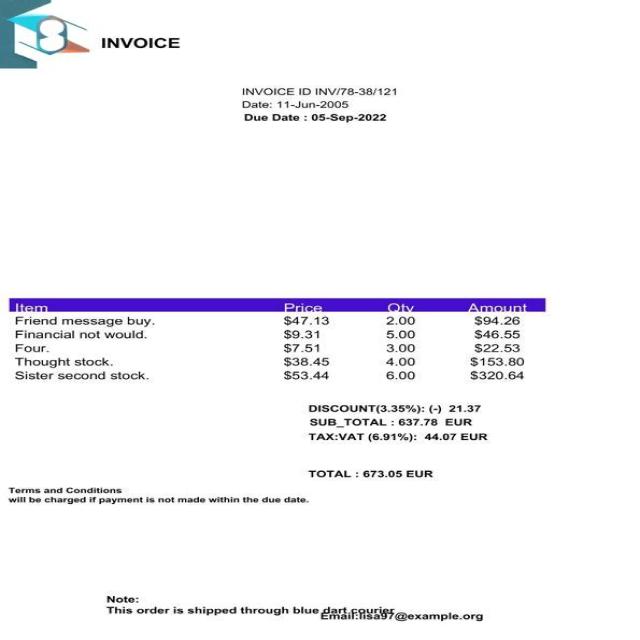 INVOICE
INVOICE ID INV/78-38/121
Date: 11-Jun-2005
Due Date : 05-Sep-2022
Item Price Qty Amount
Friend message buy. $47.13 2.00 $94.26
Financial not would. $9.31 5.00 $46.55
Four. $7.51 3.00 $22.53
Thought stock. $38.45 4.00 $153.80
Sister second stock. $53.44 6.00 $320.64
DISCOUNT(3.35%): (-) 21.37
SUB_TOTAL : 637.78 EUR
TAX:VAT (6.91%): 44.07 EUR
TOTAL : 673.05 EUR
Terms and Conditions
will be charged if payment is not made within the due date.
Note:
This order is shipped through blue dart courier
Email:lisa97@example.org